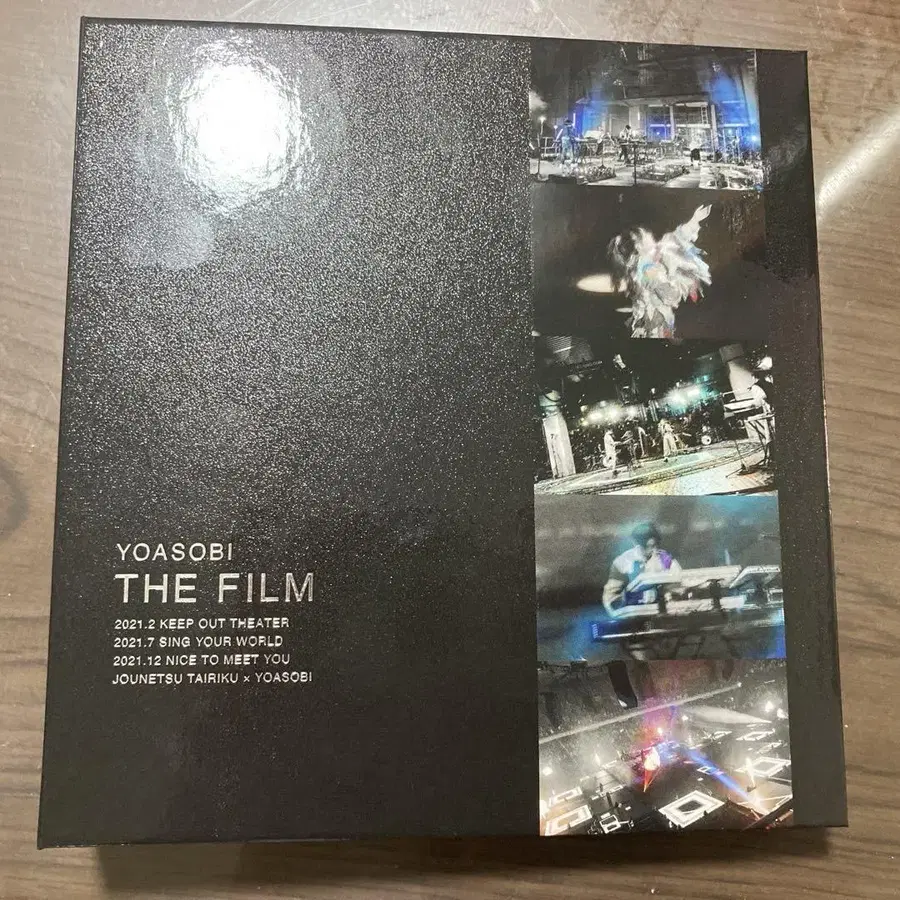 YOASOBI
THE FILM
2021.2 KEEP OUT THEATER
2021.7 SING YOUR WORLD
2021.12 NICE TO MEET YOU
JOUNETSU TAIRIKU × YOASOBI